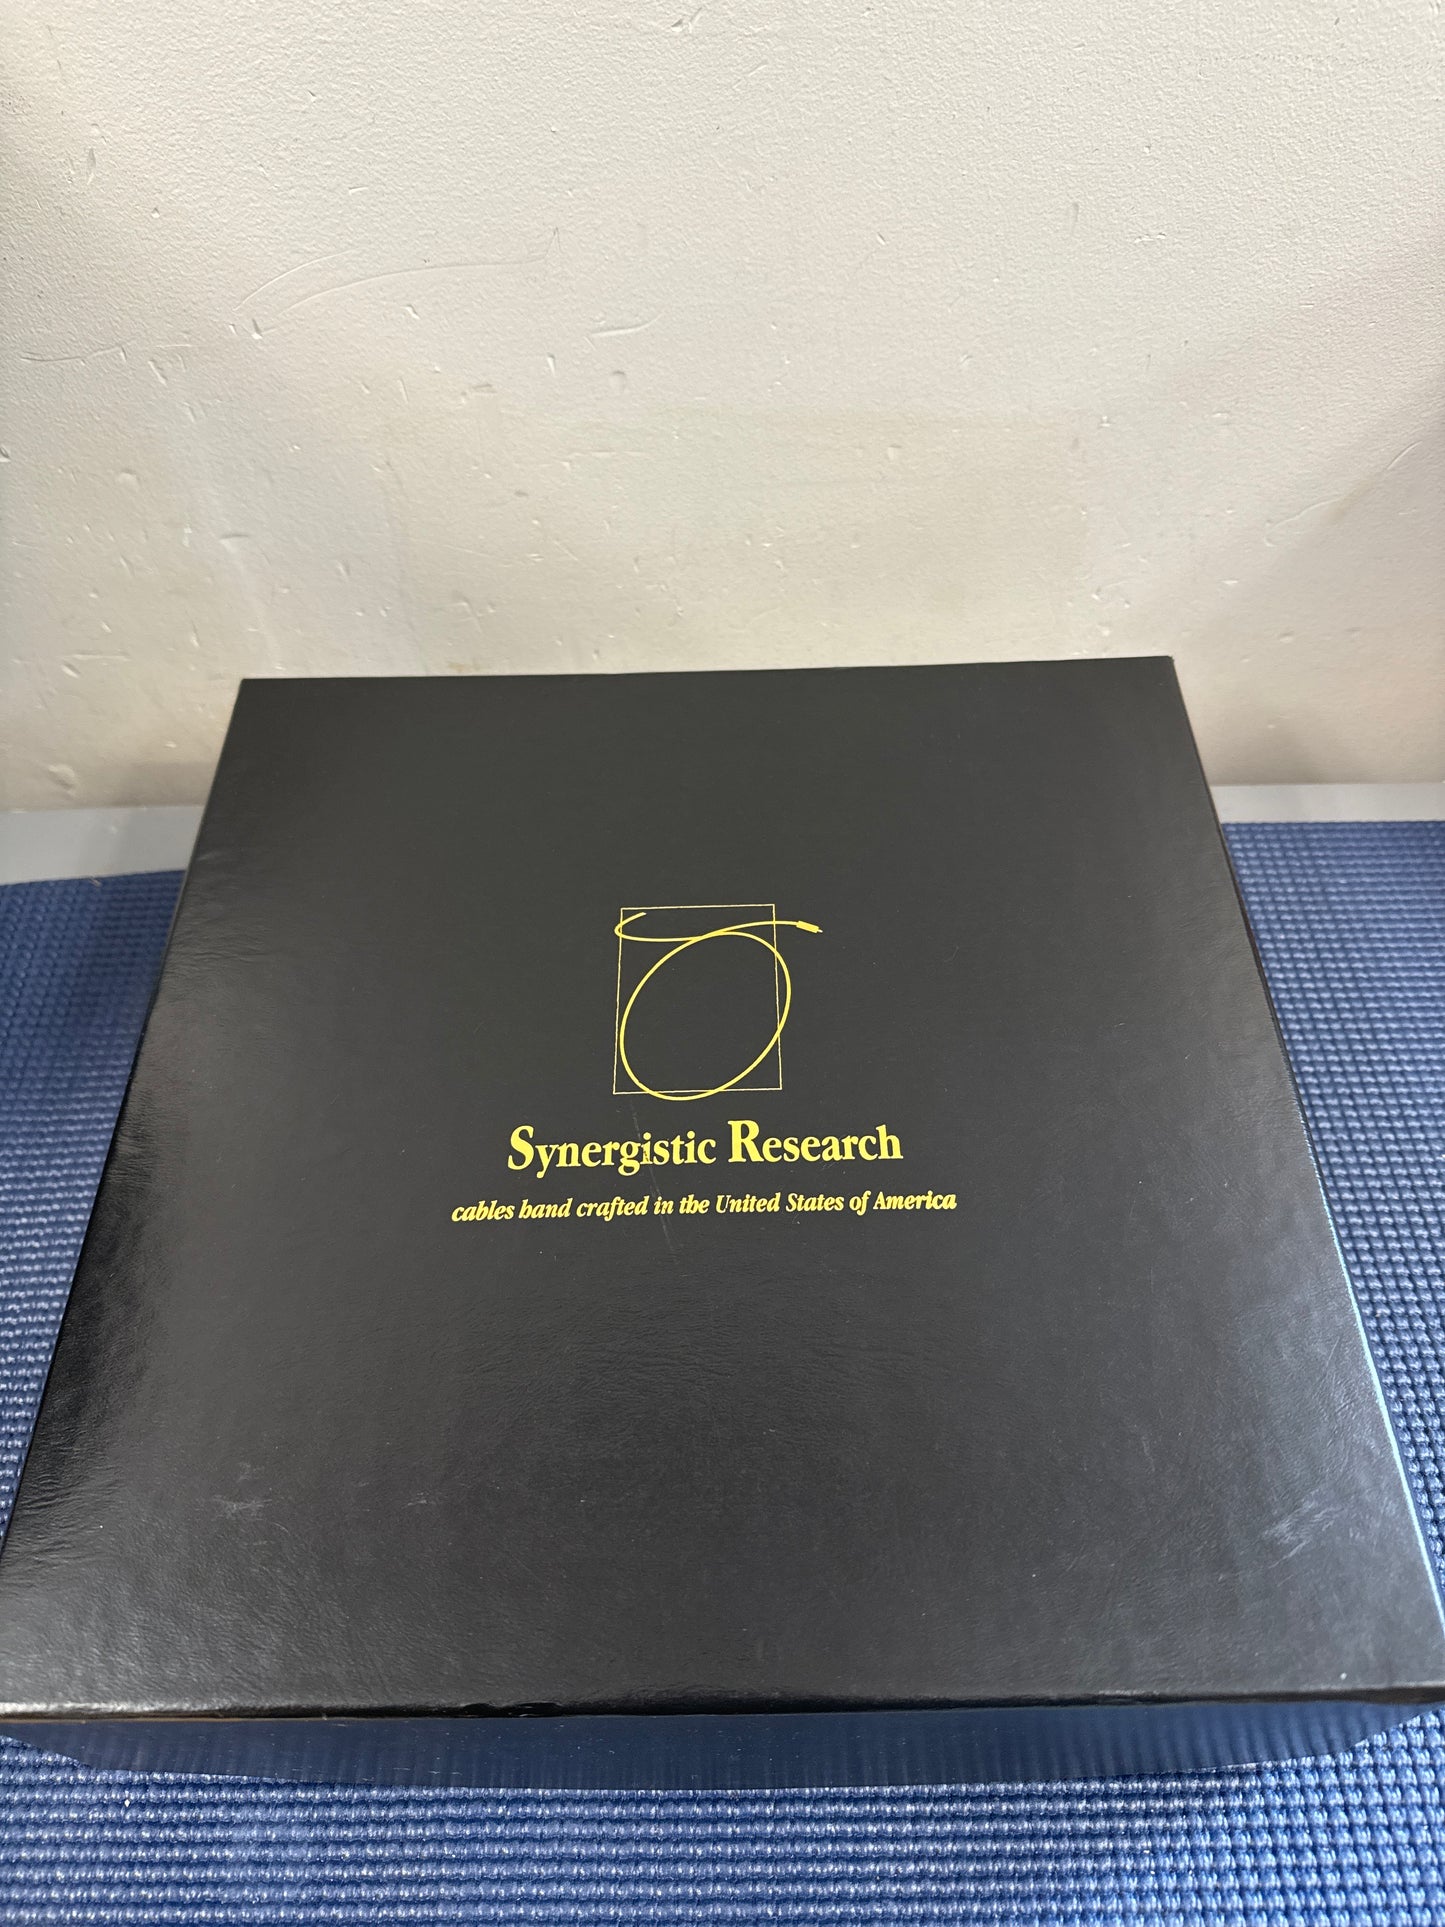 Synergistic Research
cables hand crafted in the United States of America